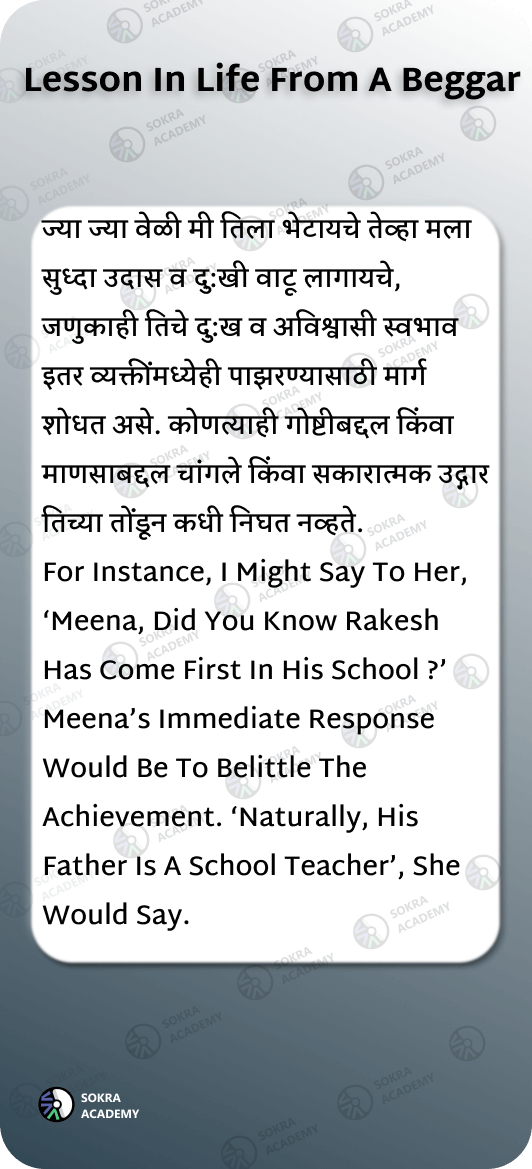 Lesson In Life From A Beggar
ज्या ज्या वेळी मी तिला भेटायचे तेव्हा मला
सुध्दा उदास व दु:खी वाटू लागायचे,
जणुकाही तिचे दु:ख व अविश्वासी स्वभाव
इतर व्यक्तींमध्येही पाझरण्यासाठी मार्ग
शोधत असे. कोणत्याही गोष्टीबद्दल किंवा
माणसाबद्दल चांगले किंवा सकारात्मक उद्गार
तिच्या तोंडून कधी निघत नव्हते.
For Instance, I Might Say To Her,
‘Meena, Did You Know Rakesh
Has Come First In His School ?’
Meena’s Immediate Response
Would Be To Belittle The
Achievement. ‘Naturally, His
Father Is A School Teacher’, She
Would Say.
SOKRA
ACADEMY